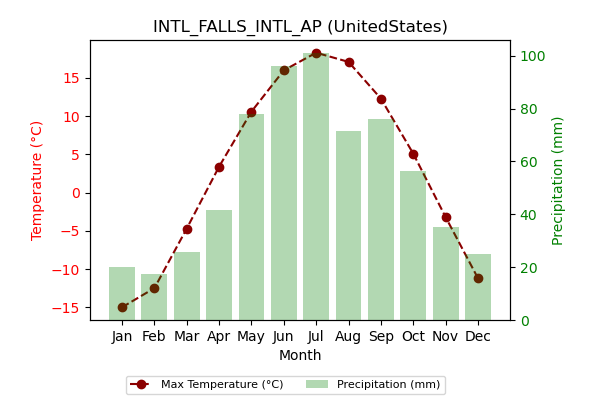 INTL_FALLS_INTL_AP (UnitedStates)
Temperature (°C)
15
10
5
0
−5
−10
−15
100
80
60
40
20
0
Precipitation (mm)
Jan Feb Mar Apr May Jun Jul Aug Sep Oct Nov Dec
Month
Max Temperature (°C) Precipitation (mm)